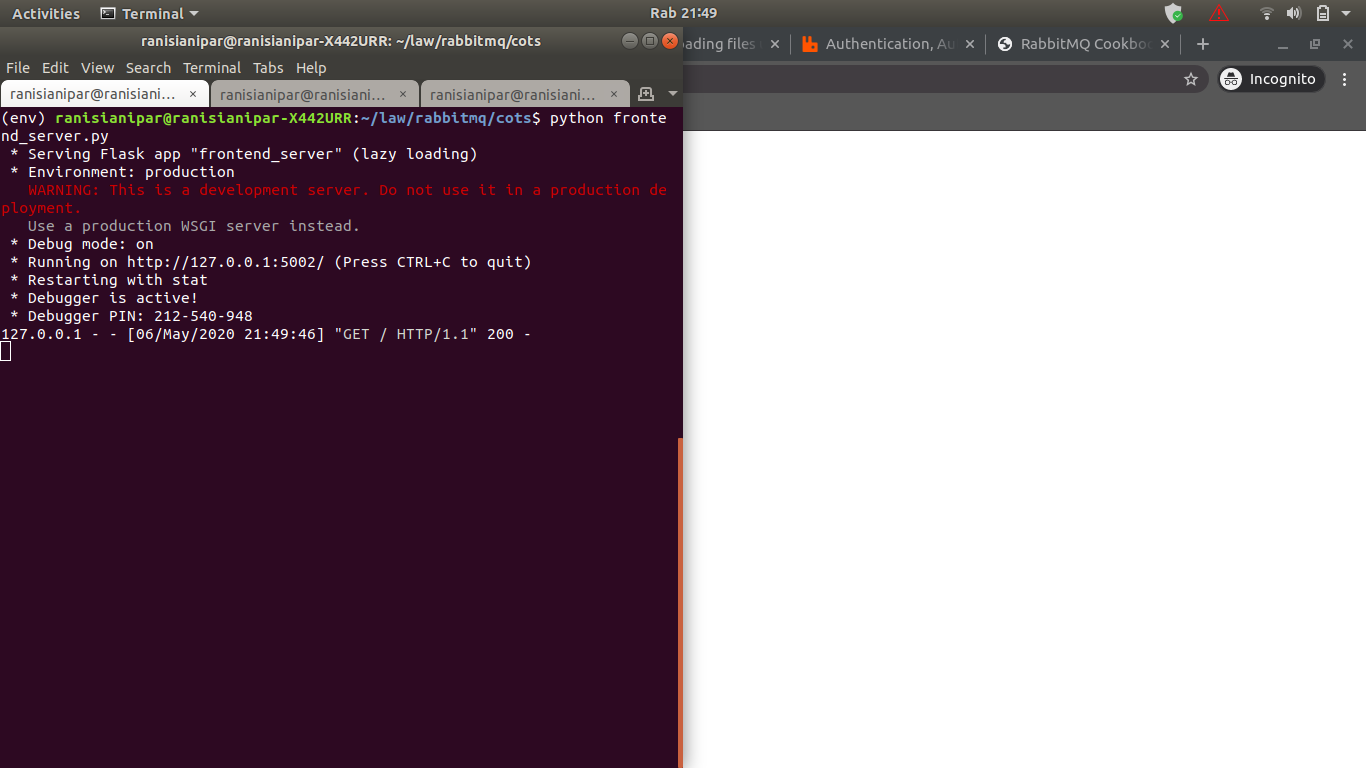 Activities Terminal Rab 21:49
ranisianipar@ranisianipar-X442URR: ~/law/rabbitmq/cots
ading files Authentication, Au RabbitMQ Cookbo
File Edit View Search Terminal Tabs Help
Incognito
ranisianipar@ranisiani... ranisianipar@ranisiani... ranisianipar@ranisiani...
(env) ranisianipar@ranisianipar-X442URR:~/law/rabbitmq/cots$ python fronte
nd_server.py
* Serving Flask app "frontend_server" (lazy loading)
* Environment: production
WARNING: This is a development server. Do not use it in a production de
ployment.
Use a production WSGI server instead.
* Debug mode: on
* Running on http://127.0.0.1:5002/ (Press CTRL+C to quit)
* Restarting with stat
* Debugger is active!
* Debugger PIN: 212-540-948
127.0.0.1 - - [06/May/2020 21:49:46] "GET / HTTP/1.1" 200 -